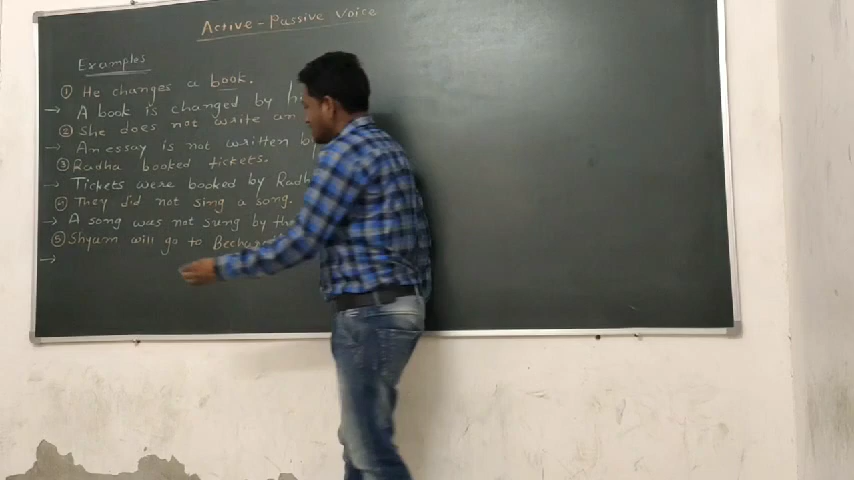 Active - Passive Voice
Examples
① He changes a book.
→ A book is changed by
② She does not write an
→ An essay is not written
③ Radha booked tickets.
→ Tickets were booked by
④ They did not sing a song.
→ A song was not sung by
⑤ Shyam will go to
→